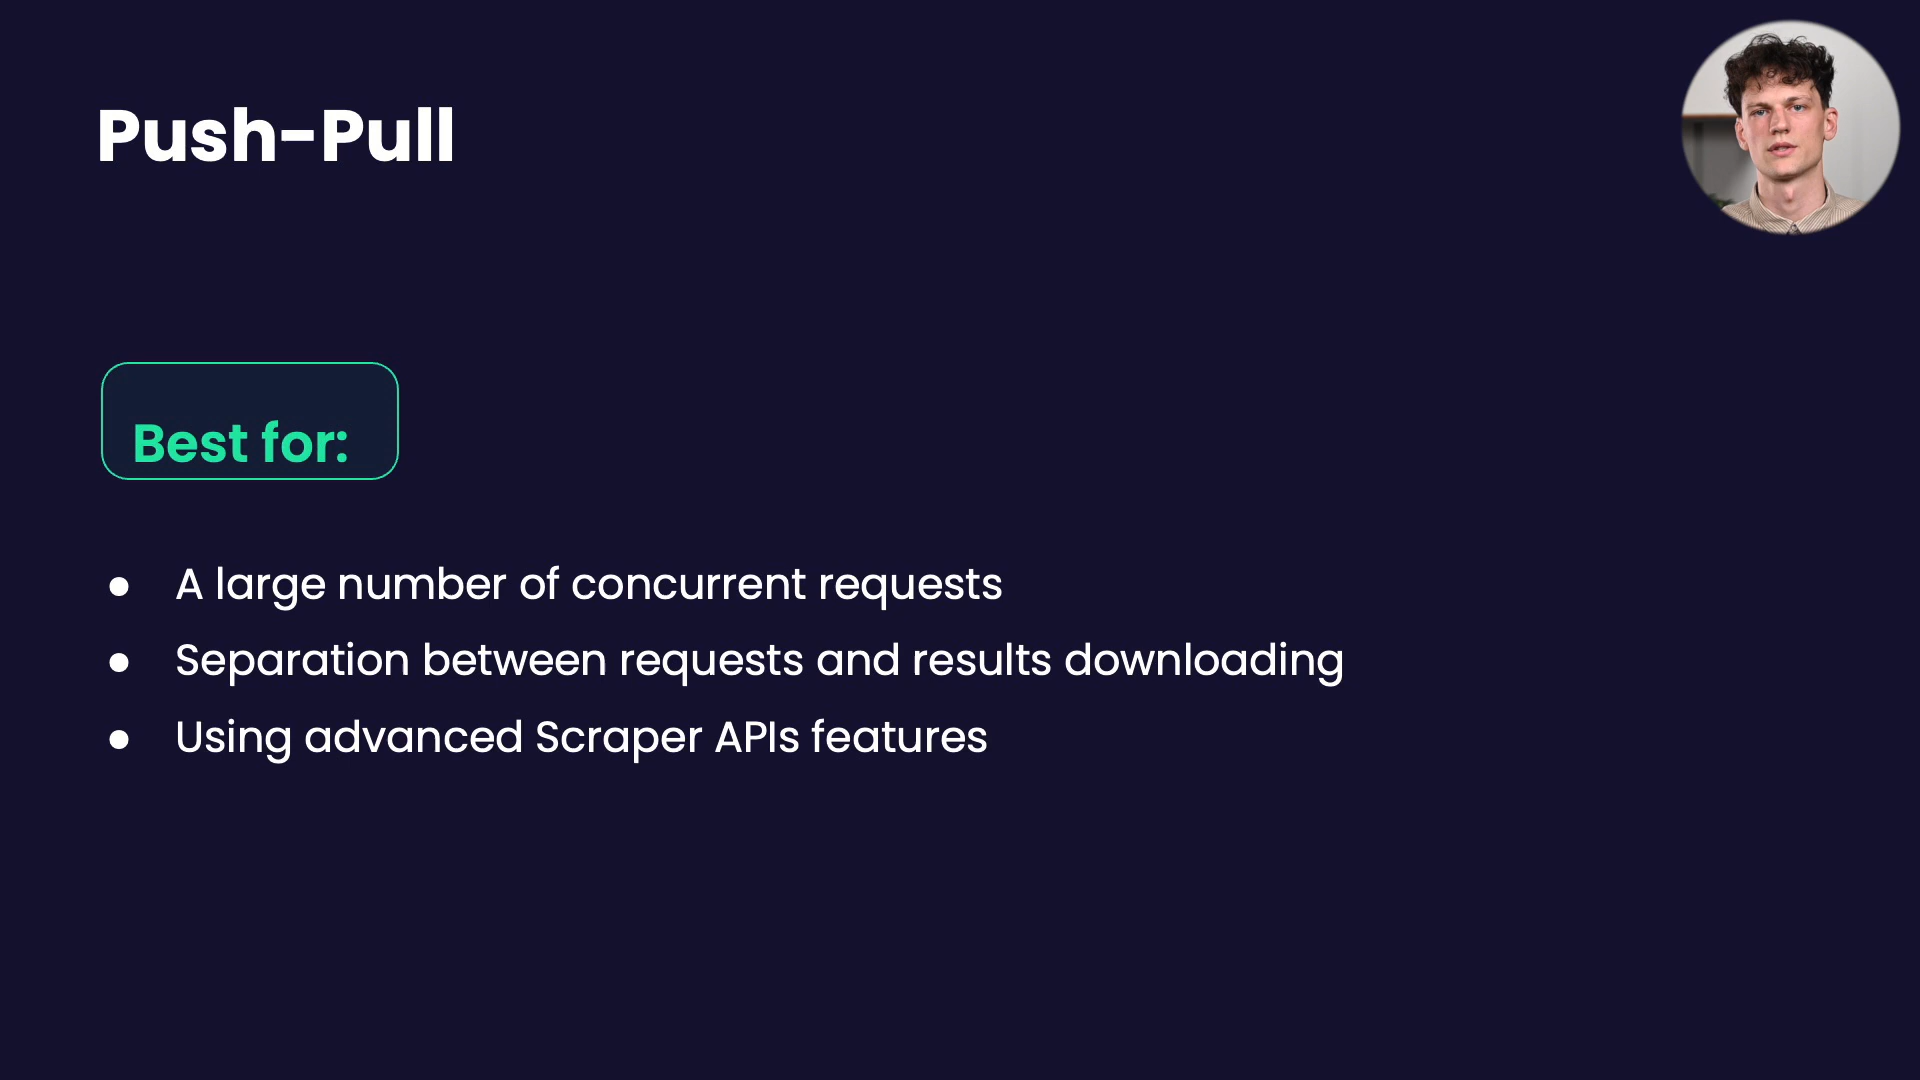 Push-Pull
Best for:
● A large number of concurrent requests
● Separation between requests and results downloading
● Using advanced Scraper APIs features